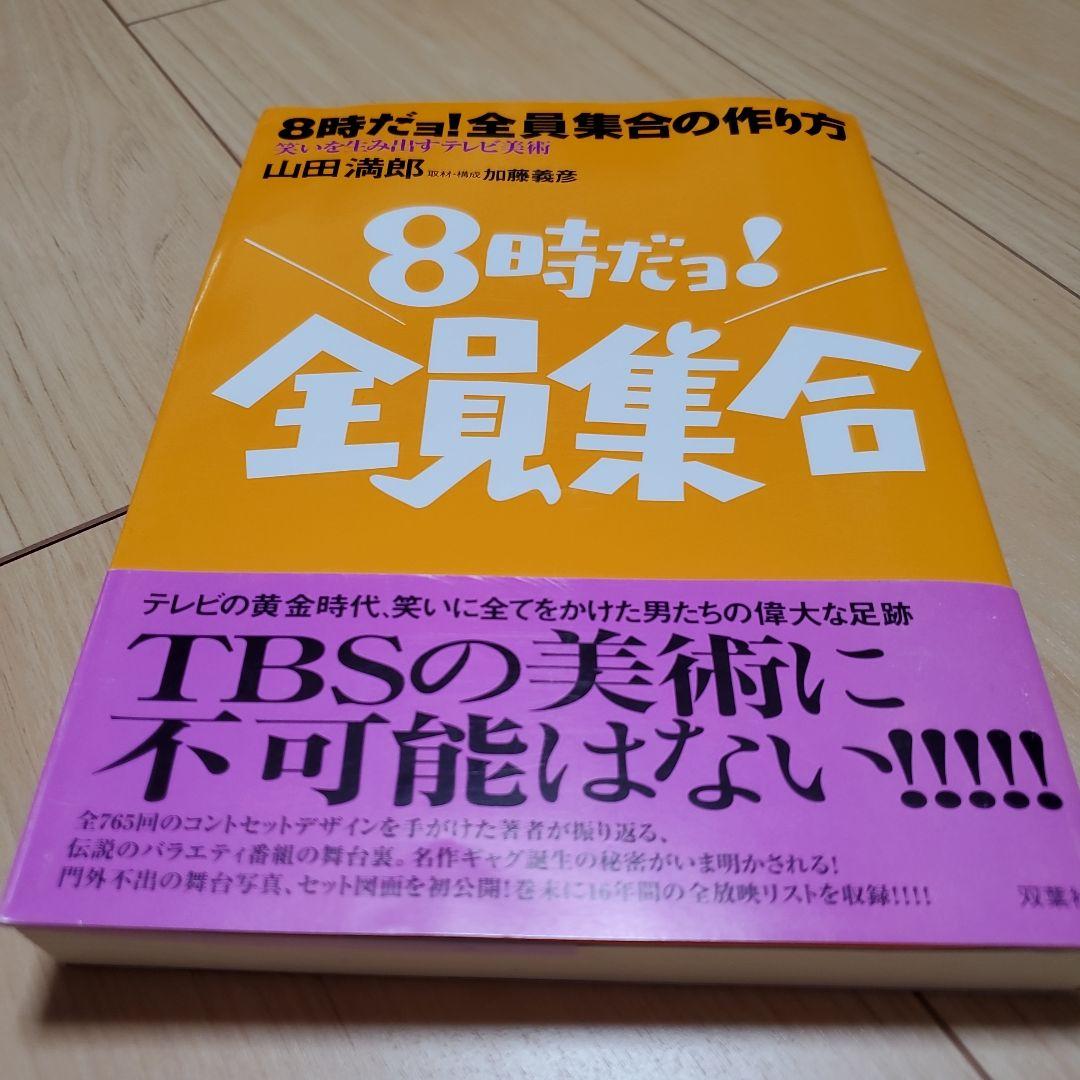 8時だョ!全員集合の作り方
笑いを生み出すテレビ美術
山田満郎 取材・構成 加藤義彦
8時だョ!
全員集合
テレビの黄金時代、笑いに全てをかけた男たちの偉大な足跡
TBSの美術に
不可能はない!!!!!
全765回のコントセットデザインを手がけた著者が振り返る、
伝説のバラエティ番組の舞台裏。名作ギャグ誕生の秘密がいま明かされる!
門外不出の舞台写真、セット図面を初公開!巻末に16年間の全放映リストを収録!!!!
双葉社